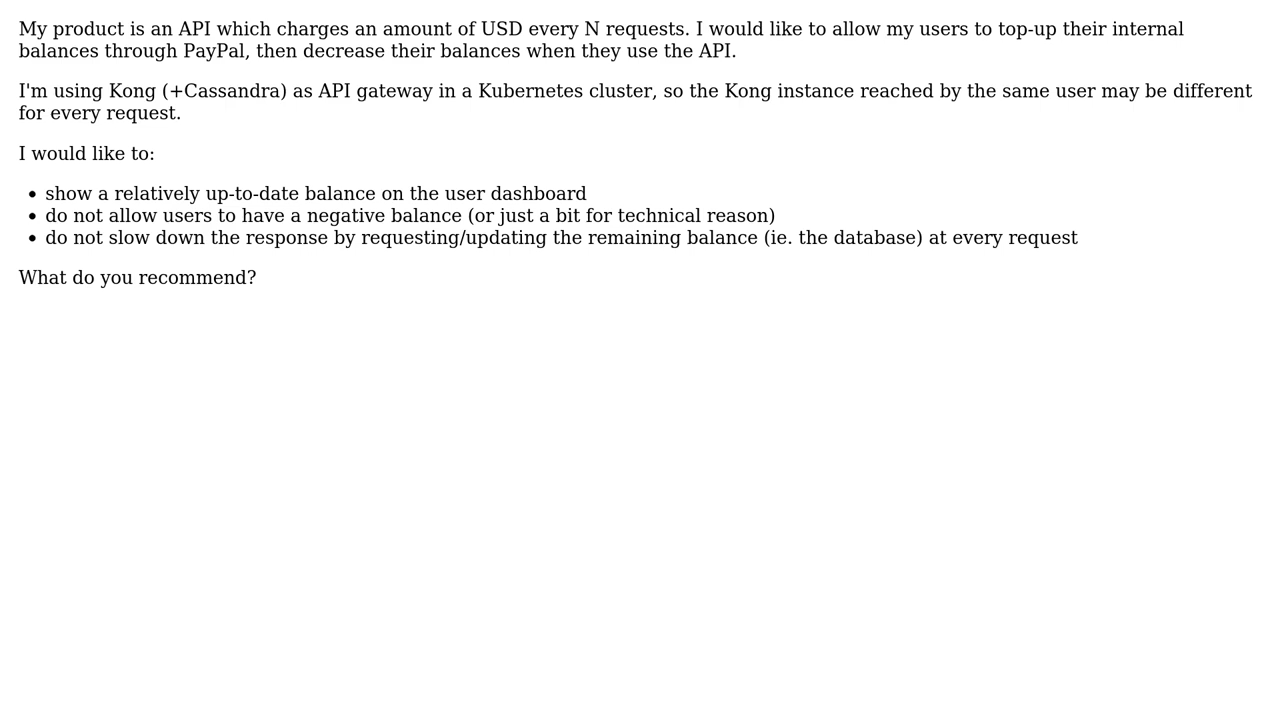 My product is an API which charges an amount of USD every N requests. I would like to allow my users to top-up their internal
balances through PayPal, then decrease their balances when they use the API.
I'm using Kong (+Cassandra) as API gateway in a Kubernetes cluster, so the Kong instance reached by the same user may be different
for every request.
I would like to:
• show a relatively up-to-date balance on the user dashboard
• do not allow users to have a negative balance (or just a bit for technical reason)
• do not slow down the response by requesting/updating the remaining balance (ie. the database) at every request
What do you recommend?